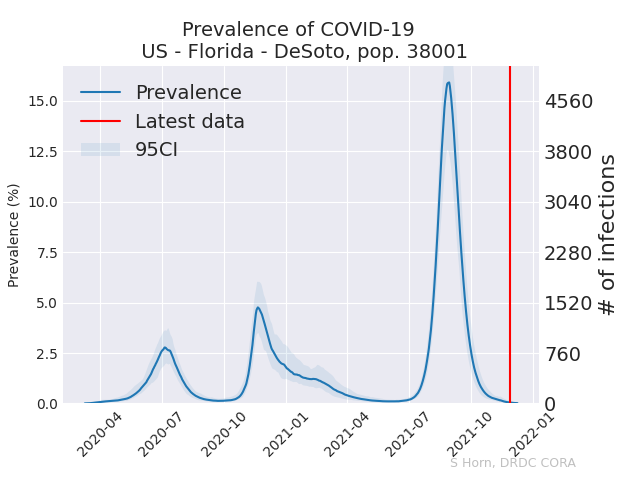 Prevalence of COVID-19
US - Florida - DeSoto, pop. 38001
Prevalence
Latest data
95CI
Prevalence (%)
15.0
12.5
10.0
7.5
5.0
2.5
0.0
4560
3800
3040
2280
1520
760
0
# of infections
2020-04
2020-07
2020-10
2021-01
2021-04
2021-07
2021-10
2022-01
S Horn, DRDC CORA